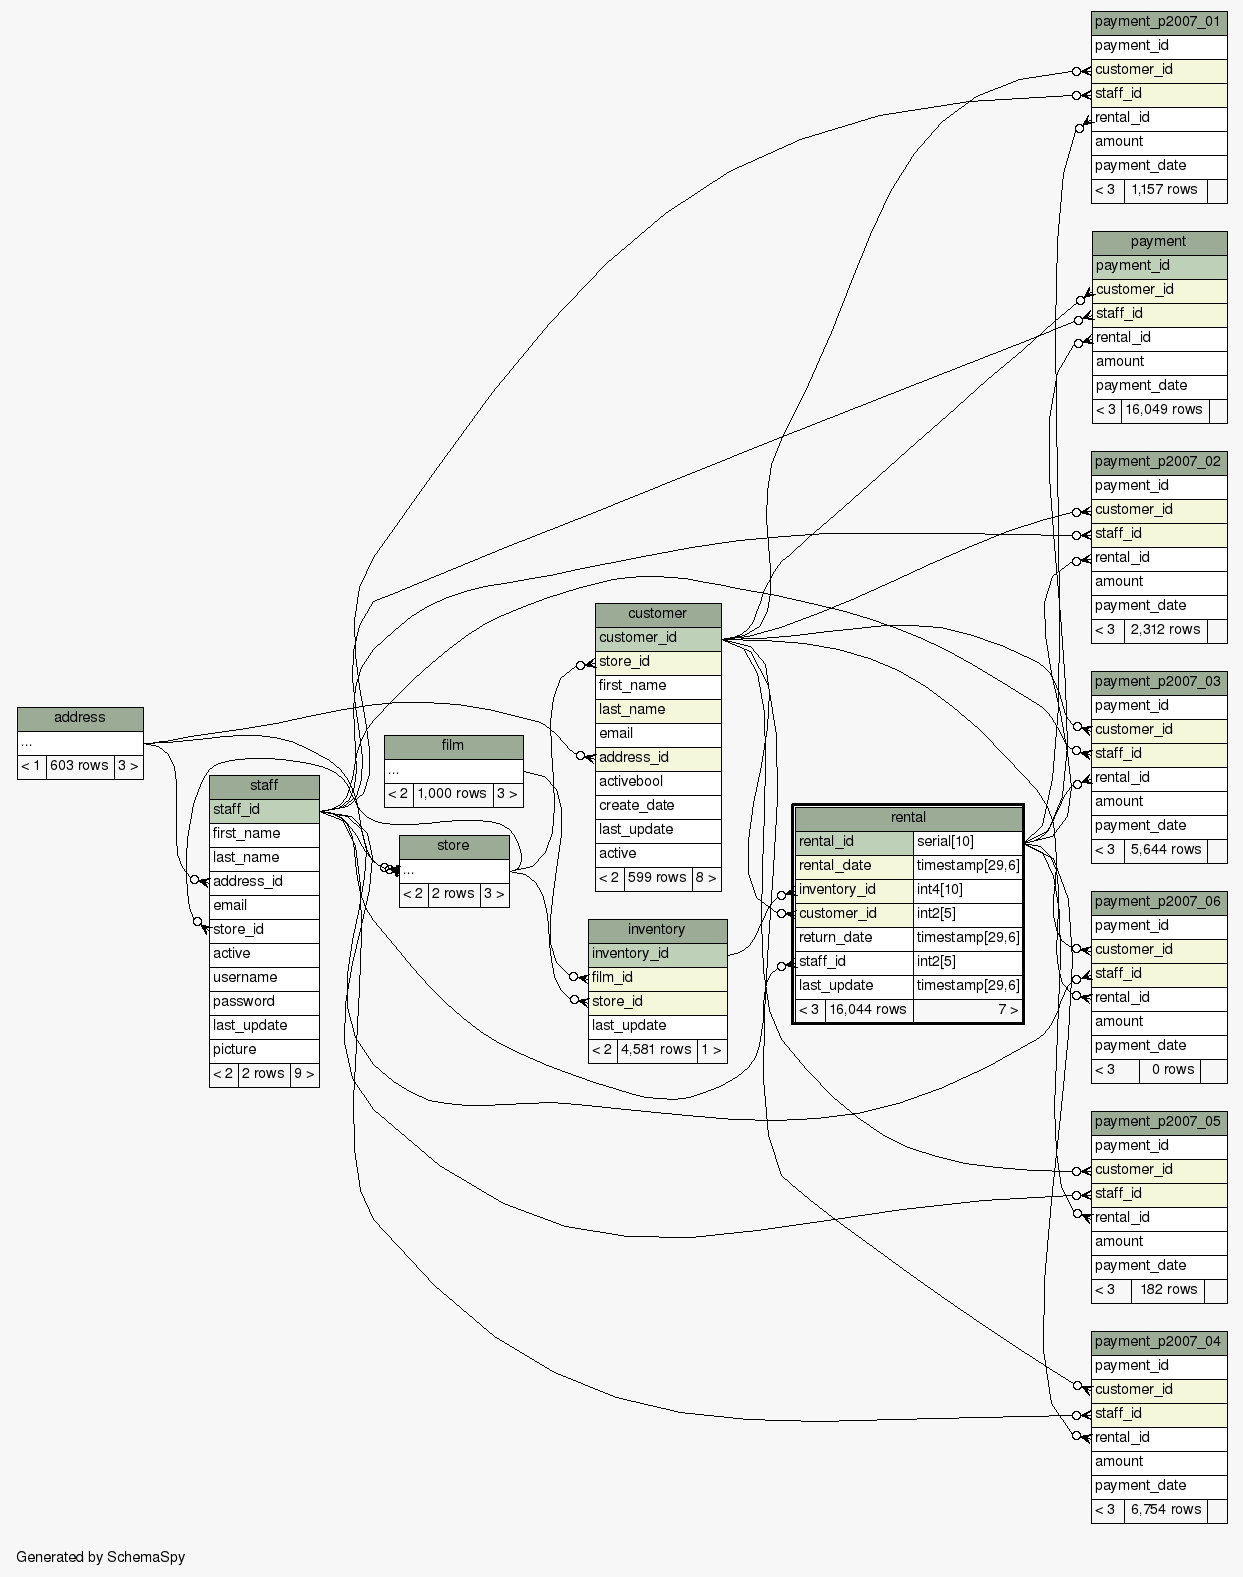 payment_p2007_01
payment_id
customer_id
staff_id
rental_id
amount
payment_date
< 3 1,157 rows
payment
payment_id
customer_id
staff_id
rental_id
amount
payment_date
< 3 16,049 rows
payment_p2007_02
payment_id
customer_id
staff_id
rental_id
amount
payment_date
< 3 2,312 rows
payment_p2007_03
payment_id
customer_id
staff_id
rental_id
amount
payment_date
< 3 5,644 rows
payment_p2007_06
payment_id
customer_id
staff_id
rental_id
amount
payment_date
< 3 0 rows
payment_p2007_05
payment_id
customer_id
staff_id
rental_id
amount
payment_date
< 3 182 rows
payment_p2007_04
payment_id
customer_id
staff_id
rental_id
amount
payment_date
< 3 6,754 rows
customer
customer_id
store_id
first_name
last_name
email
address_id
activebool
create_date
last_update
active
< 2 599 rows 8 >
address
...
< 1 603 rows 3 >
film
...
< 2 1,000 rows 3 >
staff
staff_id
first_name
last_name
address_id
email
store_id
active
username
password
last_update
picture
< 2 2 rows 9 >
store
...
< 2 2 rows 3 >
rental
rental_id serial[10]
rental_date timestamp[29,6]
inventory_id int4[10]
customer_id int2[5]
return_date timestamp[29,6]
staff_id int2[5]
last_update timestamp[29,6]
< 3 16,044 rows 7 >
inventory
inventory_id
film_id
store_id
last_update
< 2 4,581 rows 1 >
Generated by SchemaSpy